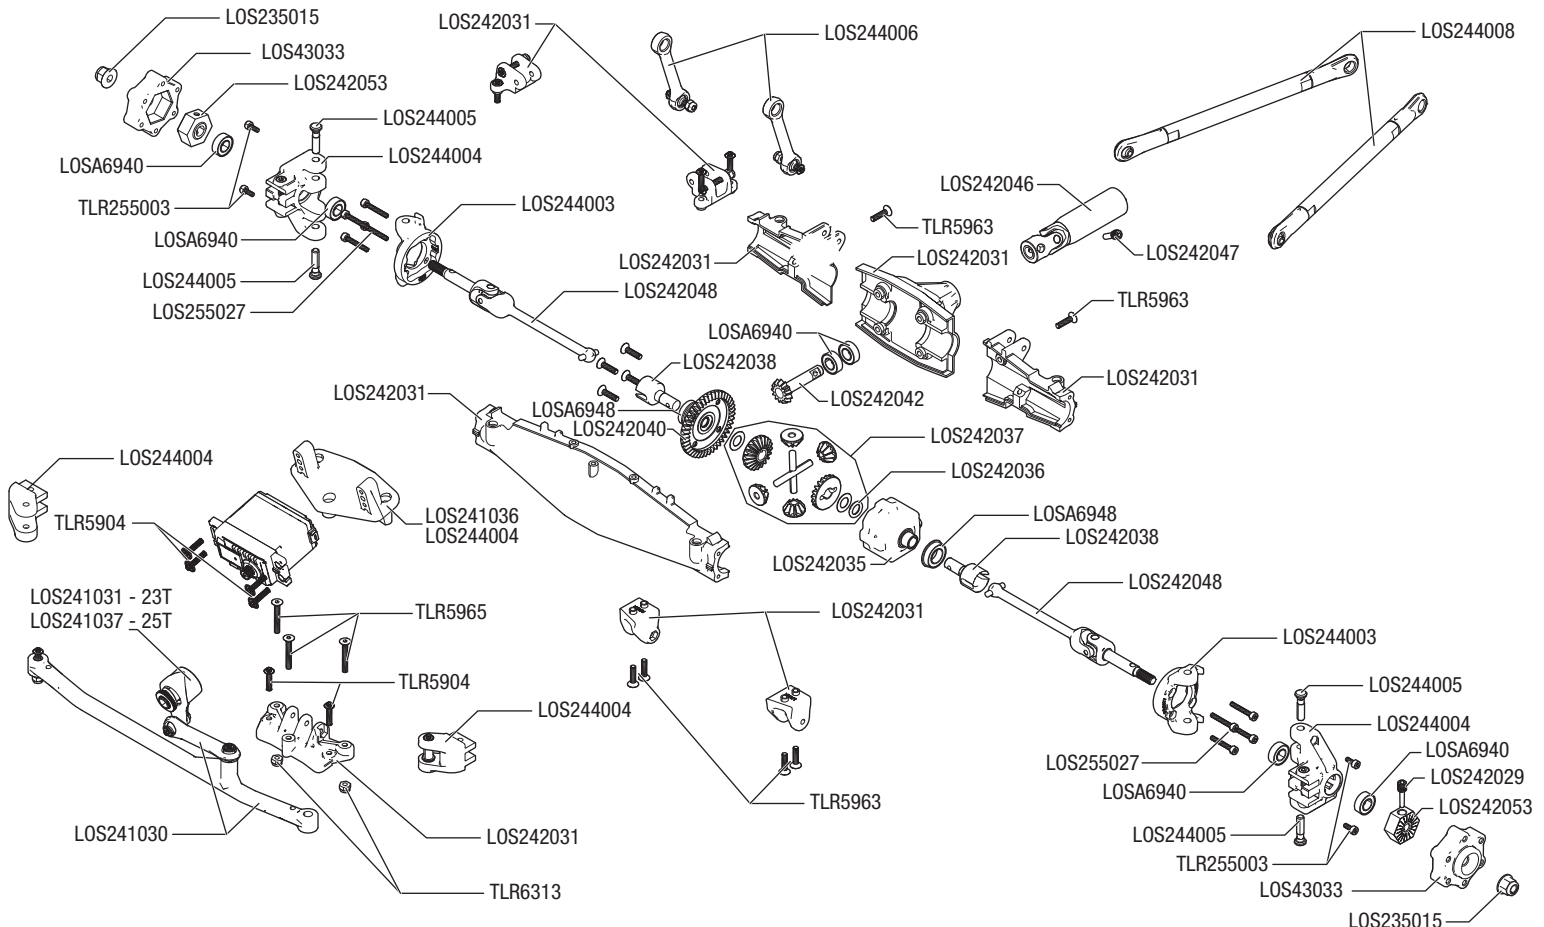 LOS235015
LOS43033
LOS242053
LOS244005
LOS244004
LOSA6940
TLR255003
LOSA6940
LOS244005
LOS255027
LOS244003
LOS242048
LOS242031
LOS244006
LOS244008
LOS242046
LOS242047
TLR5963
LOS242031
LOS242031
TLR5963
LOSA6940
LOS242038
LOS242042
LOS242031
LOS242031
LOSA6948
LOS242040
LOS242037
LOS242036
LOS244004
TLR5904
LOS241036
LOS244004
LOSA6948
LOS242038
LOS242035
LOS242048
LOS241031 - 23T
LOS241037 - 25T
TLR5965
LOS242031
TLR5904
LOS244004
LOS244003
LOS244005
LOS244004
LOS255027
LOSA6940
LOSA6940
LOS242029
LOS242053
TLR5963
LOS241030
LOS242031
TLR6313
LOS244005
TLR255003
LOS43033
LOS235015